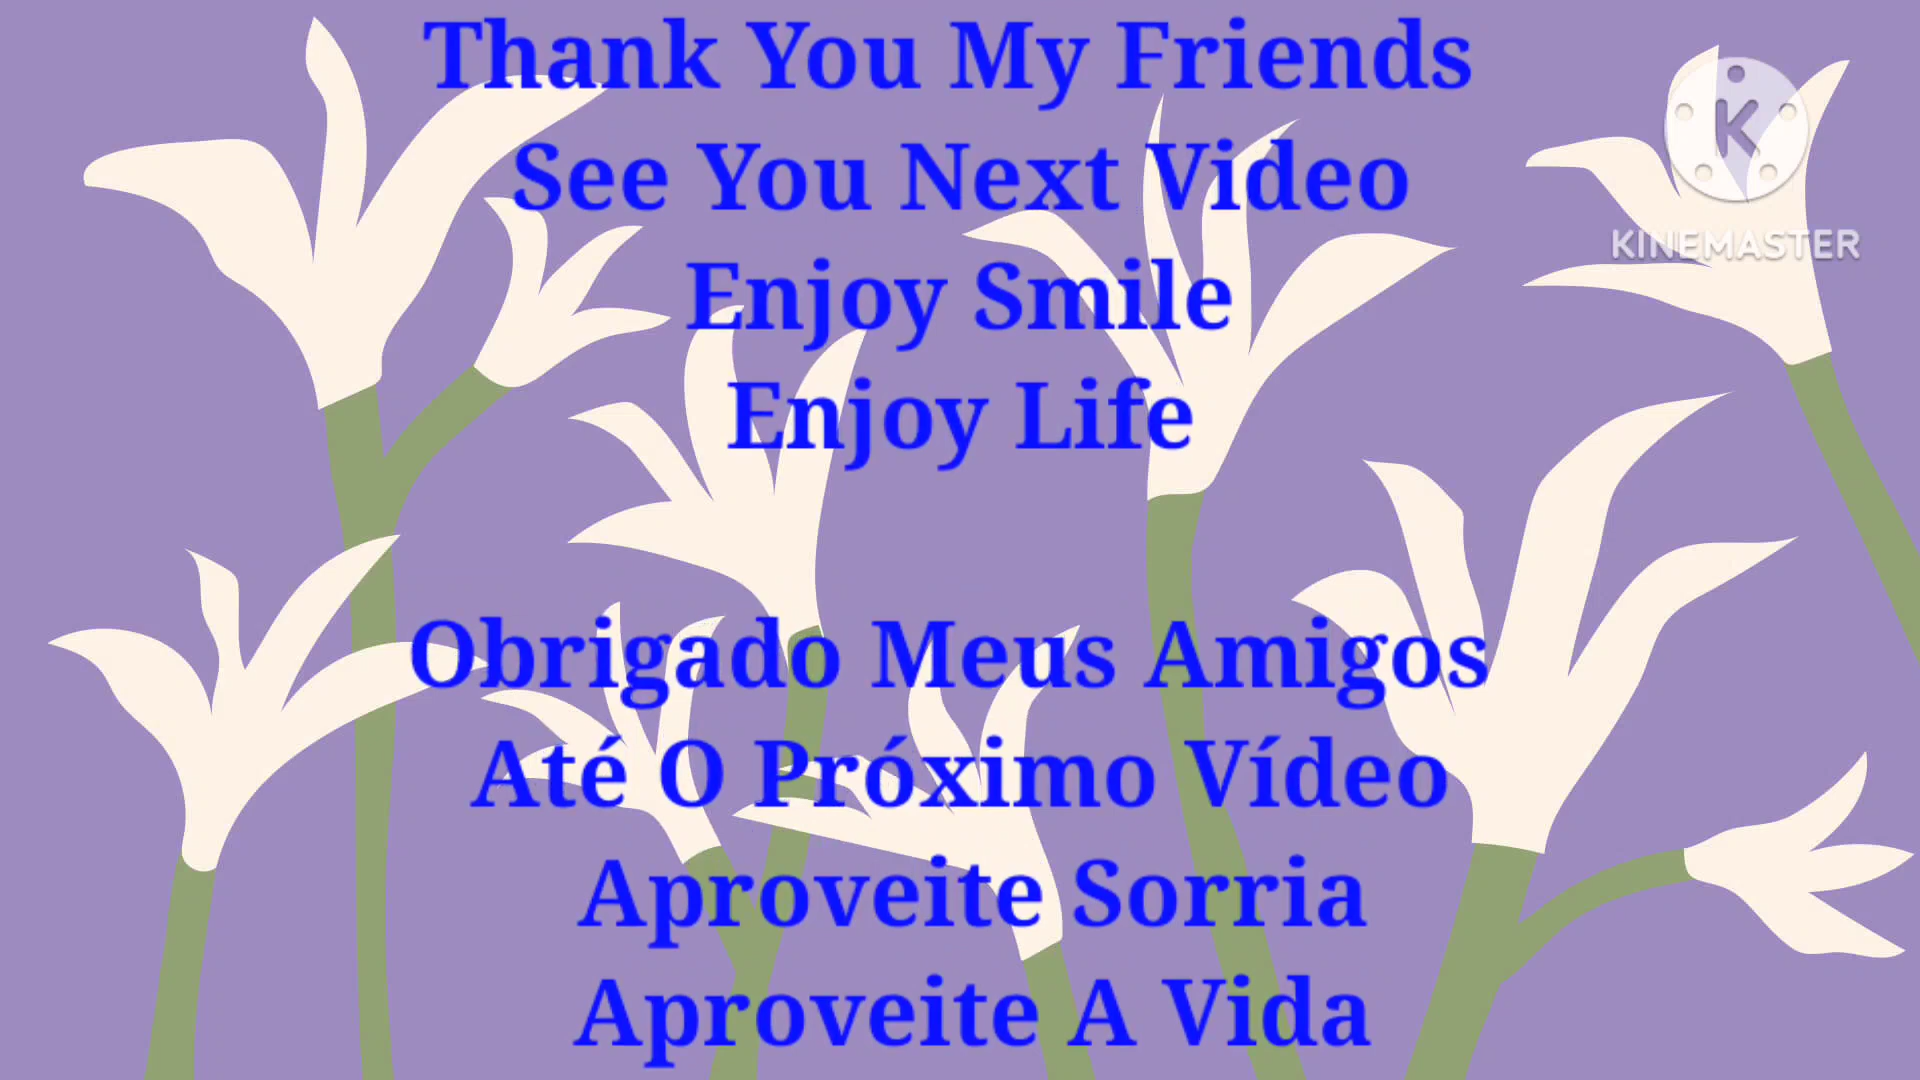 Thank You My Friends
See You Next Video
Enjoy Smile
Enjoy Life
Obrigado Meus Amigos
Até O Próximo Vídeo
Aproveite Sorria
Aproveite A Vida
K
KINEMASTER